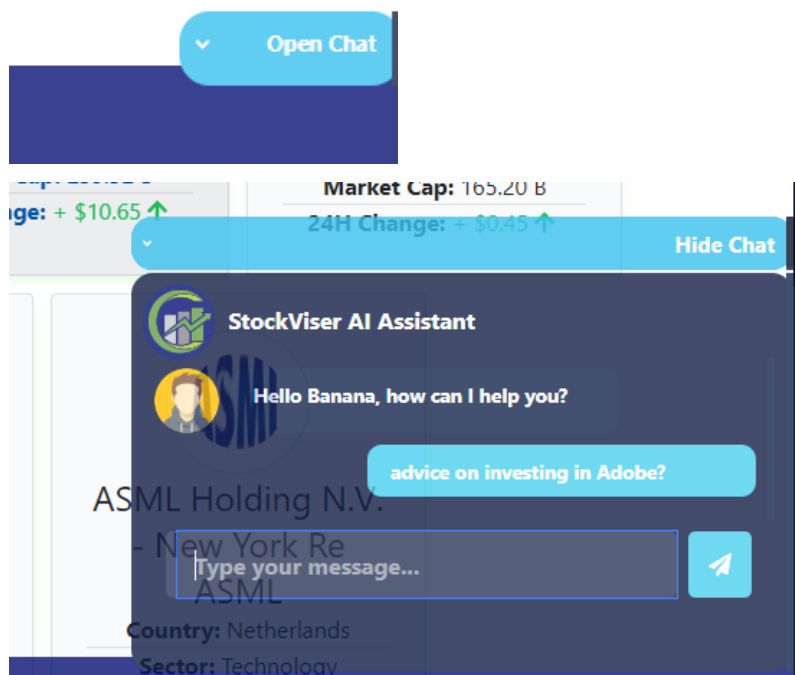 Open Chat
Market Cap: 165.20 B
nge: + $10.65
24H Change: + $0.45
Hide Chat
StockViser AI Assistant
Hello Banana, how can I help you?
ASMI
advice on investing in Adobe?
ASML Holding N.V.
- New York Re
Type your message...
ASML
Country: Netherlands
Sector: Technology